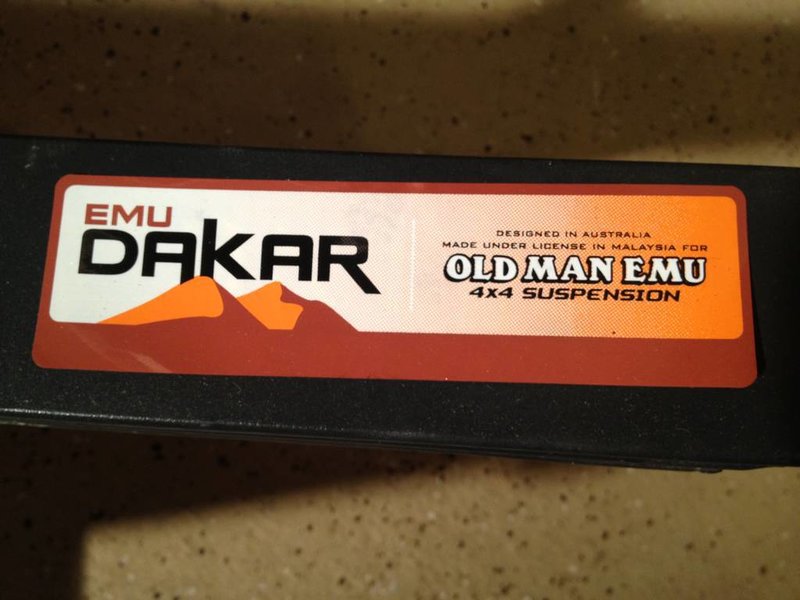 EMU
DAKAR
DESIGNED IN AUSTRALIA
MADE UNDER LICENSE IN MALAYSIA FOR
OLD MAN EMU
4x4 SUSPENSION